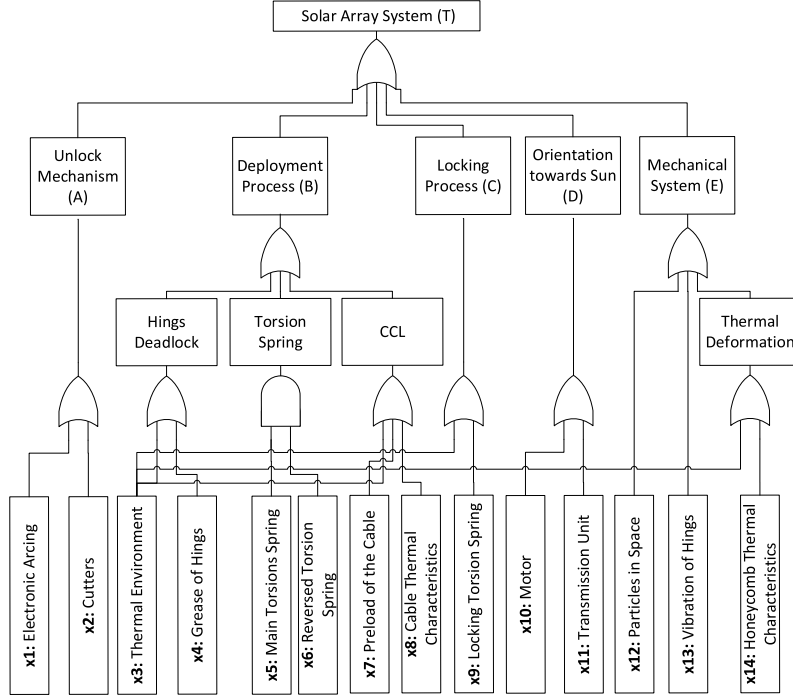 Solar Array System (T)
Unlock
Mechanism
(A)
Deployment
Process (B)
Locking
Process (C)
Orientation
towards Sun
(D)
Mechanical
System (E)
Hings
Deadlock
Torsion
Spring
CCL
Thermal
Deformation
x1: Electronic Arcing
x2: Cutters
x3: Thermal Environment
x4: Grease of Hings
x5: Main Torsions Spring
x6: Reversed Torsion
Spring
x7: Preload of the Cable
x8: Cable Thermal
Characteristics
x9: Locking Torsion Spring
x10: Motor
x11: Transmission Unit
x12: Particles in Space
x13: Vibration of Hings
x14: Honeycomb Thermal
Characteristics